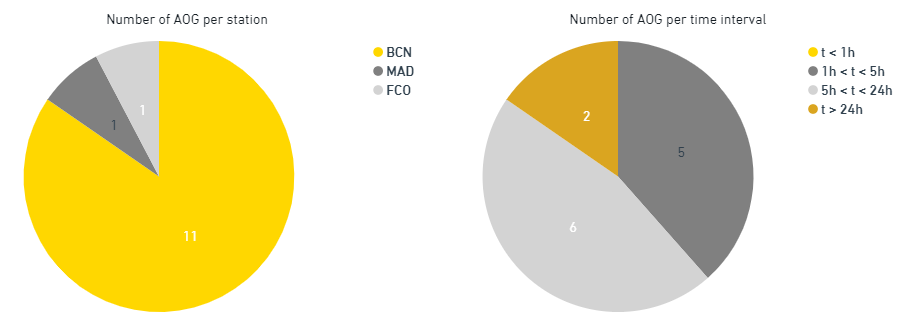 Number of AOG per station
BCN
MAD
FCO
1
1
11
Number of AOG per time interval
t < 1h
1h < t < 5h
5h < t < 24h
t > 24h
2
5
6